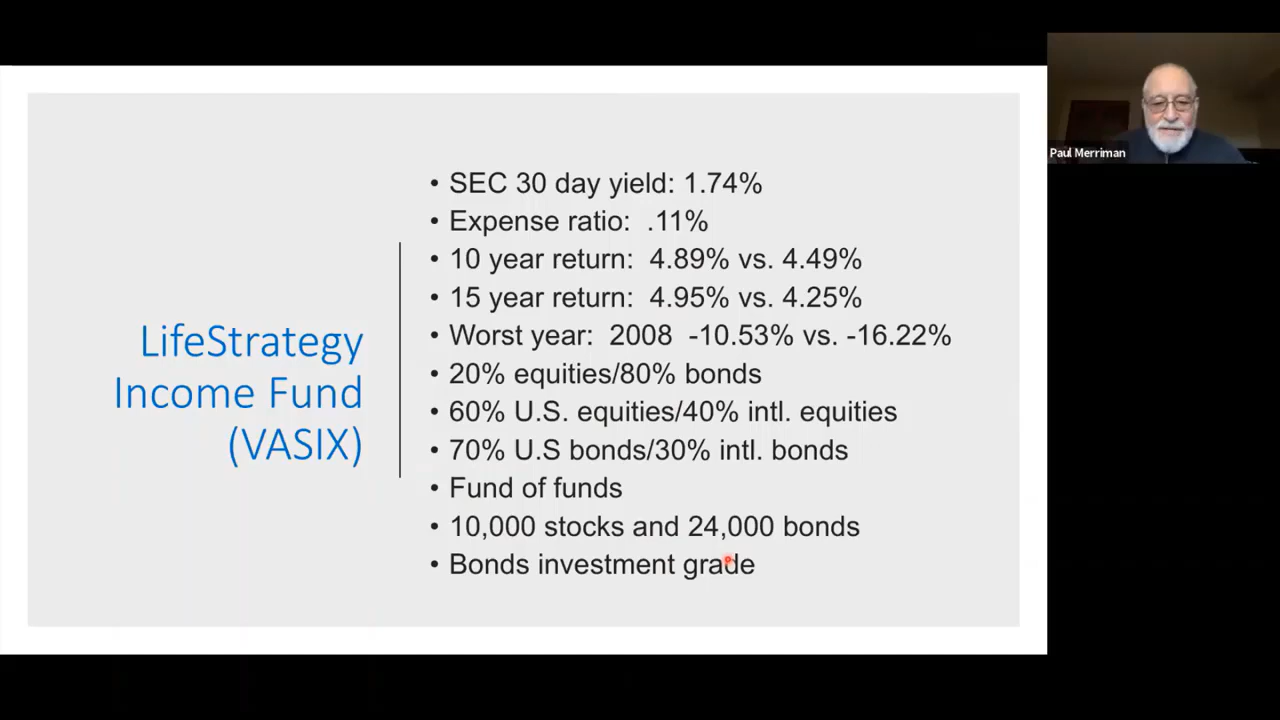 LifeStrategy
Income Fund
(VASIX)
• SEC 30 day yield: 1.74%
• Expense ratio:  .11%
• 10 year return:  4.89% vs. 4.49%
• 15 year return:  4.95% vs. 4.25%
• Worst year:  2008  -10.53% vs. -16.22%
• 20% equities/80% bonds
• 60% U.S. equities/40% intl. equities
• 70% U.S bonds/30% intl. bonds
• Fund of funds
• 10,000 stocks and 24,000 bonds
• Bonds investment grade
Paul Merriman